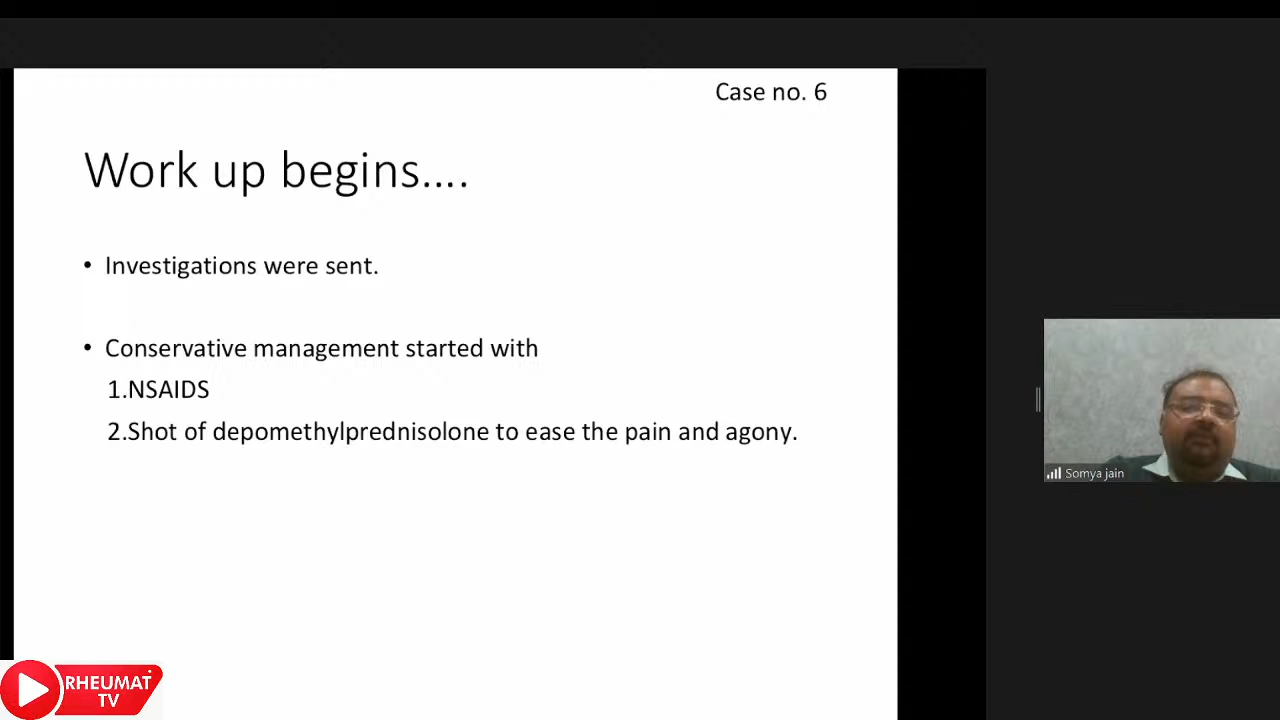 Case no. 6
Work up begins....
• Investigations were sent.
• Conservative management started with
1.NSAIDS
2.Shot of depomethylprednisolone to ease the pain and agony.
Somya jain
RHEUMAT
TV